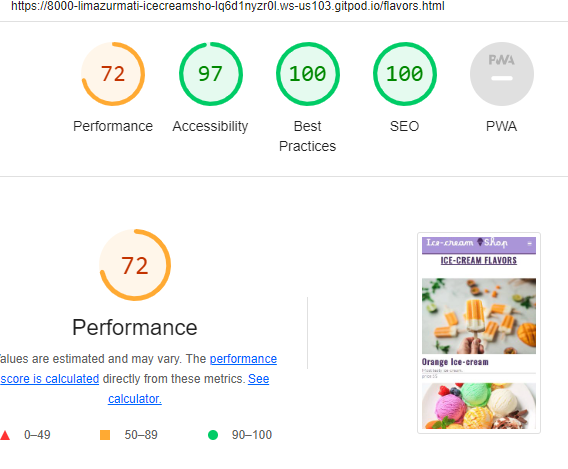 https://8000-limazurmati-icecreamsho-lq6d1nyzr0l.ws-us103.gitpod.io/flavors.html
72 97 100 100 PWA
Performance Accessibility Best Practices SEO PWA
72
Performance
alues are estimated and may vary. The performance
score is calculated directly from these metrics. See
calculator.
0–49 50–89 90–100
Ice-cream Shop
ICE-CREAM FLAVORS
Orange Ice-cream